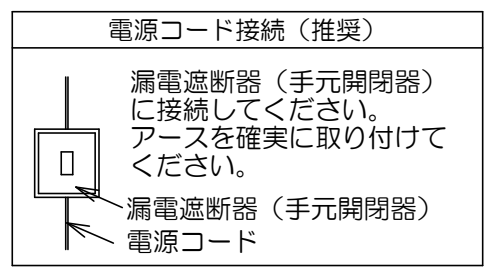 電源コード接続（推奨）
漏電遮断器（手元開閉器）
に接続してください。
アースを確実に取り付けて
ください。
漏電遮断器（手元開閉器）
電源コード